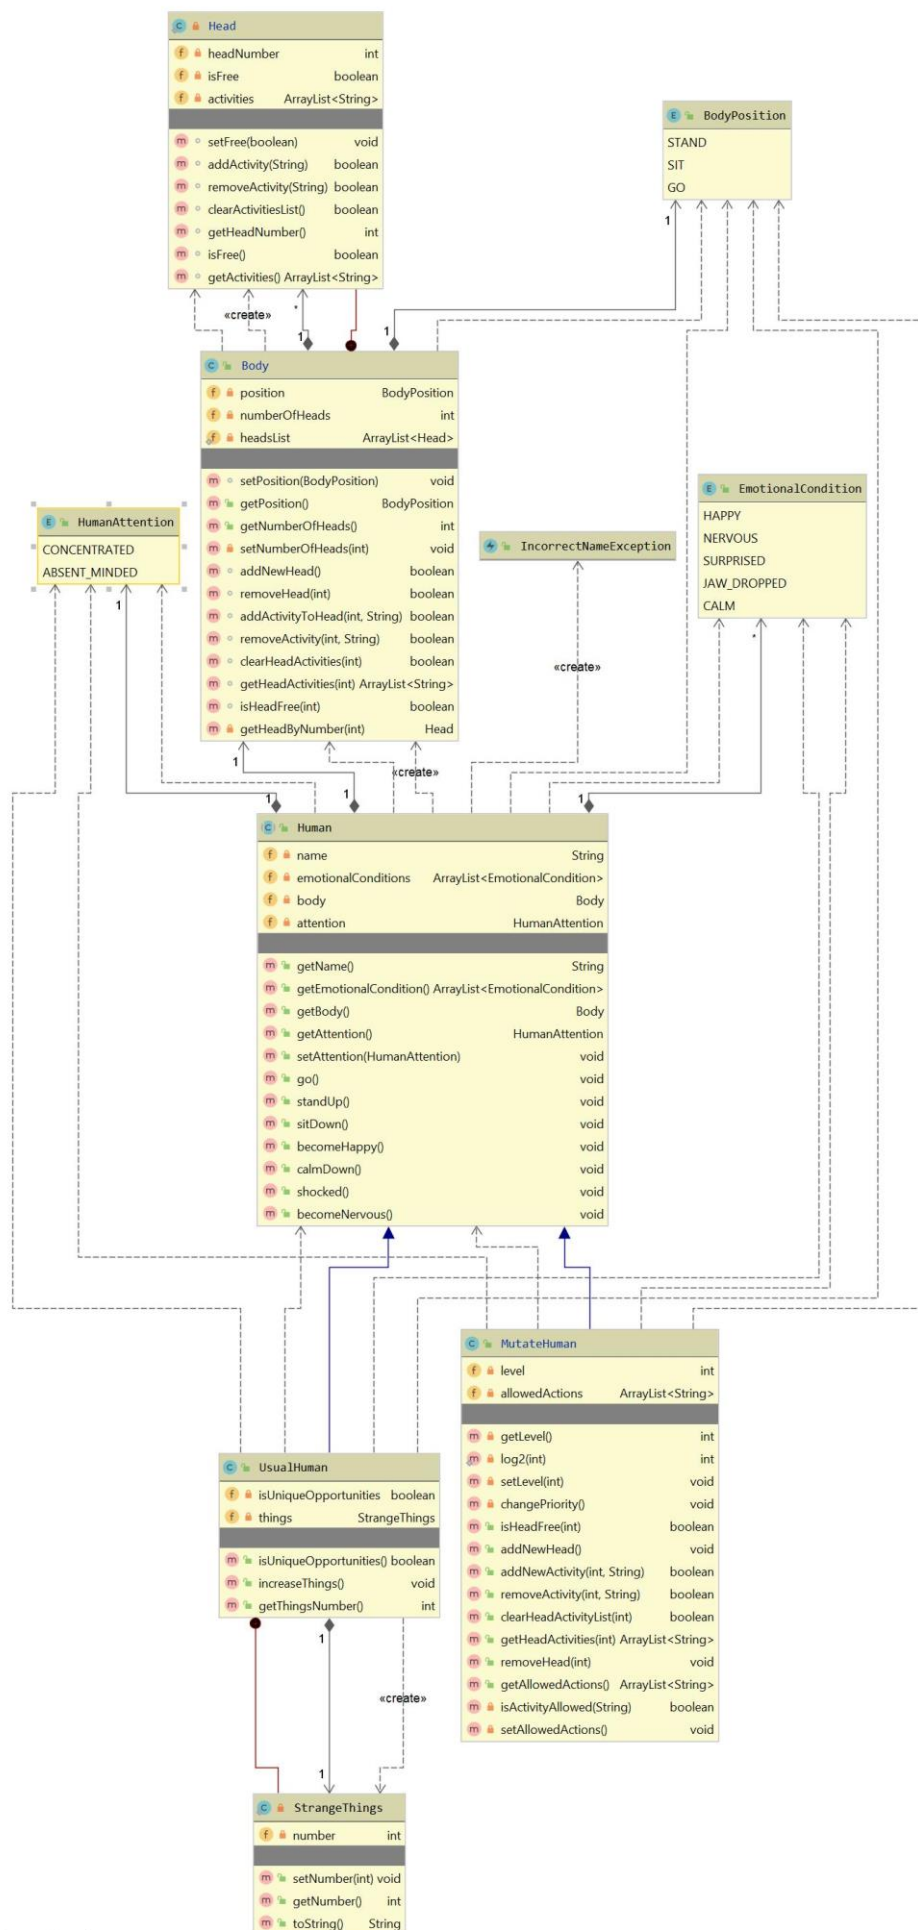 Head
headNumber int
isFree boolean
activities ArrayList<String>
setFree(boolean) void
addActivity(String) boolean
removeActivity(String) boolean
clearActivitiesList() boolean
getHeadNumber() int
isFree() boolean
getActivities() ArrayList<String>
BodyPosition
STAND
SIT
GO
1
«create»
*
1
1
Body
position BodyPosition
numberOfHeads int
headsList ArrayList<Head>
setPosition(BodyPosition) void
getPosition() BodyPosition
getNumberOfHeads() int
setNumberOfHeads(int) void
addNewHead() boolean
removeHead(int) boolean
addActivityToHead(int, String) boolean
removeActivity(int, String) boolean
clearHeadActivities(int) boolean
getHeadActivities(int) ArrayList<String>
isHeadFree(int) boolean
getHeadByNumber(int) Head
HumanAttention
CONCENTRATED
ABSENT_MINDED
IncorrectNameException
EmotionalCondition
HAPPY
NERVOUS
SURPRISED
JAW_DROPPED
CALM
1
*
«create»
1
«create»
1
1
1
Human
name String
emotionalConditions ArrayList<EmotionalCondition>
body Body
attention HumanAttention
getName() String
getEmotionalCondition() ArrayList<EmotionalCondition>
getBody() Body
getAttention() HumanAttention
setAttention(HumanAttention) void
go() void
standUp() void
sitDown() void
becomeHappy() void
calmDown() void
shocked() void
becomeNervous() void
MutateHuman
level int
allowedActions ArrayList<String>
getLevel() int
log2(int) int
setLevel(int) void
changePriority() void
isHeadFree(int) boolean
addNewHead() void
addNewActivity(int, String) boolean
removeActivity(int, String) boolean
clearHeadActivityList(int) boolean
getHeadActivities(int) ArrayList<String>
removeHead(int) void
getAllowedActions() ArrayList<String>
isActivityAllowed(String) boolean
setAllowedActions() void
UsualHuman
isUniqueOpportunities boolean
things StrangeThings
isUniqueOpportunities() boolean
increaseThings() void
getThingsNumber() int
1
«create»
1
StrangeThings
number int
setNumber(int) void
getNumber() int
toString() String